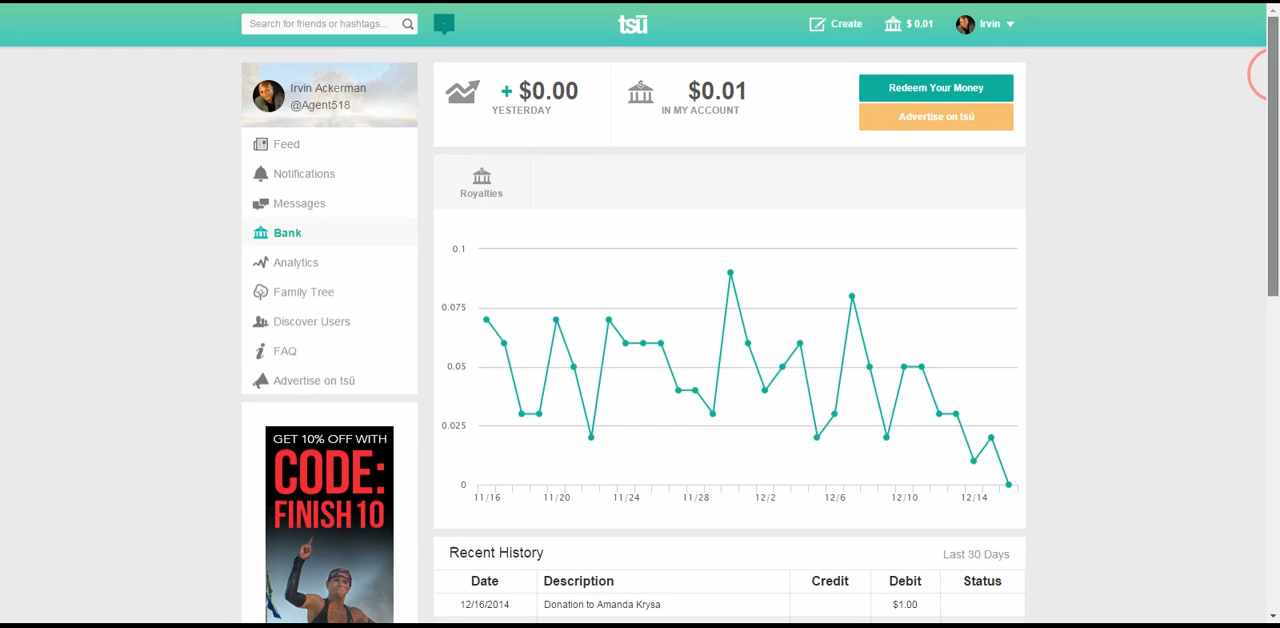 Search for friends or hashtags...
tsū
Create
$ 0.01
Irvin
Irvin Ackerman
@Agent518
Feed
Notifications
Messages
Bank
Analytics
Family Tree
Discover Users
FAQ
Advertise on tsū
GET 10% OFF WITH
CODE:
FINISH10
+ $0.00
YESTERDAY
$0.01
IN MY ACCOUNT
Redeem Your Money
Advertise on tsū
Royalties
0.1
0.075
0.05
0.025
0
11/16 11/20 11/24 11/28 12/2 12/6 12/10 12/14
Recent History Last 30 Days
Date Description Credit Debit Status
12/16/2014 Donation to Amanda Krysa $1.00